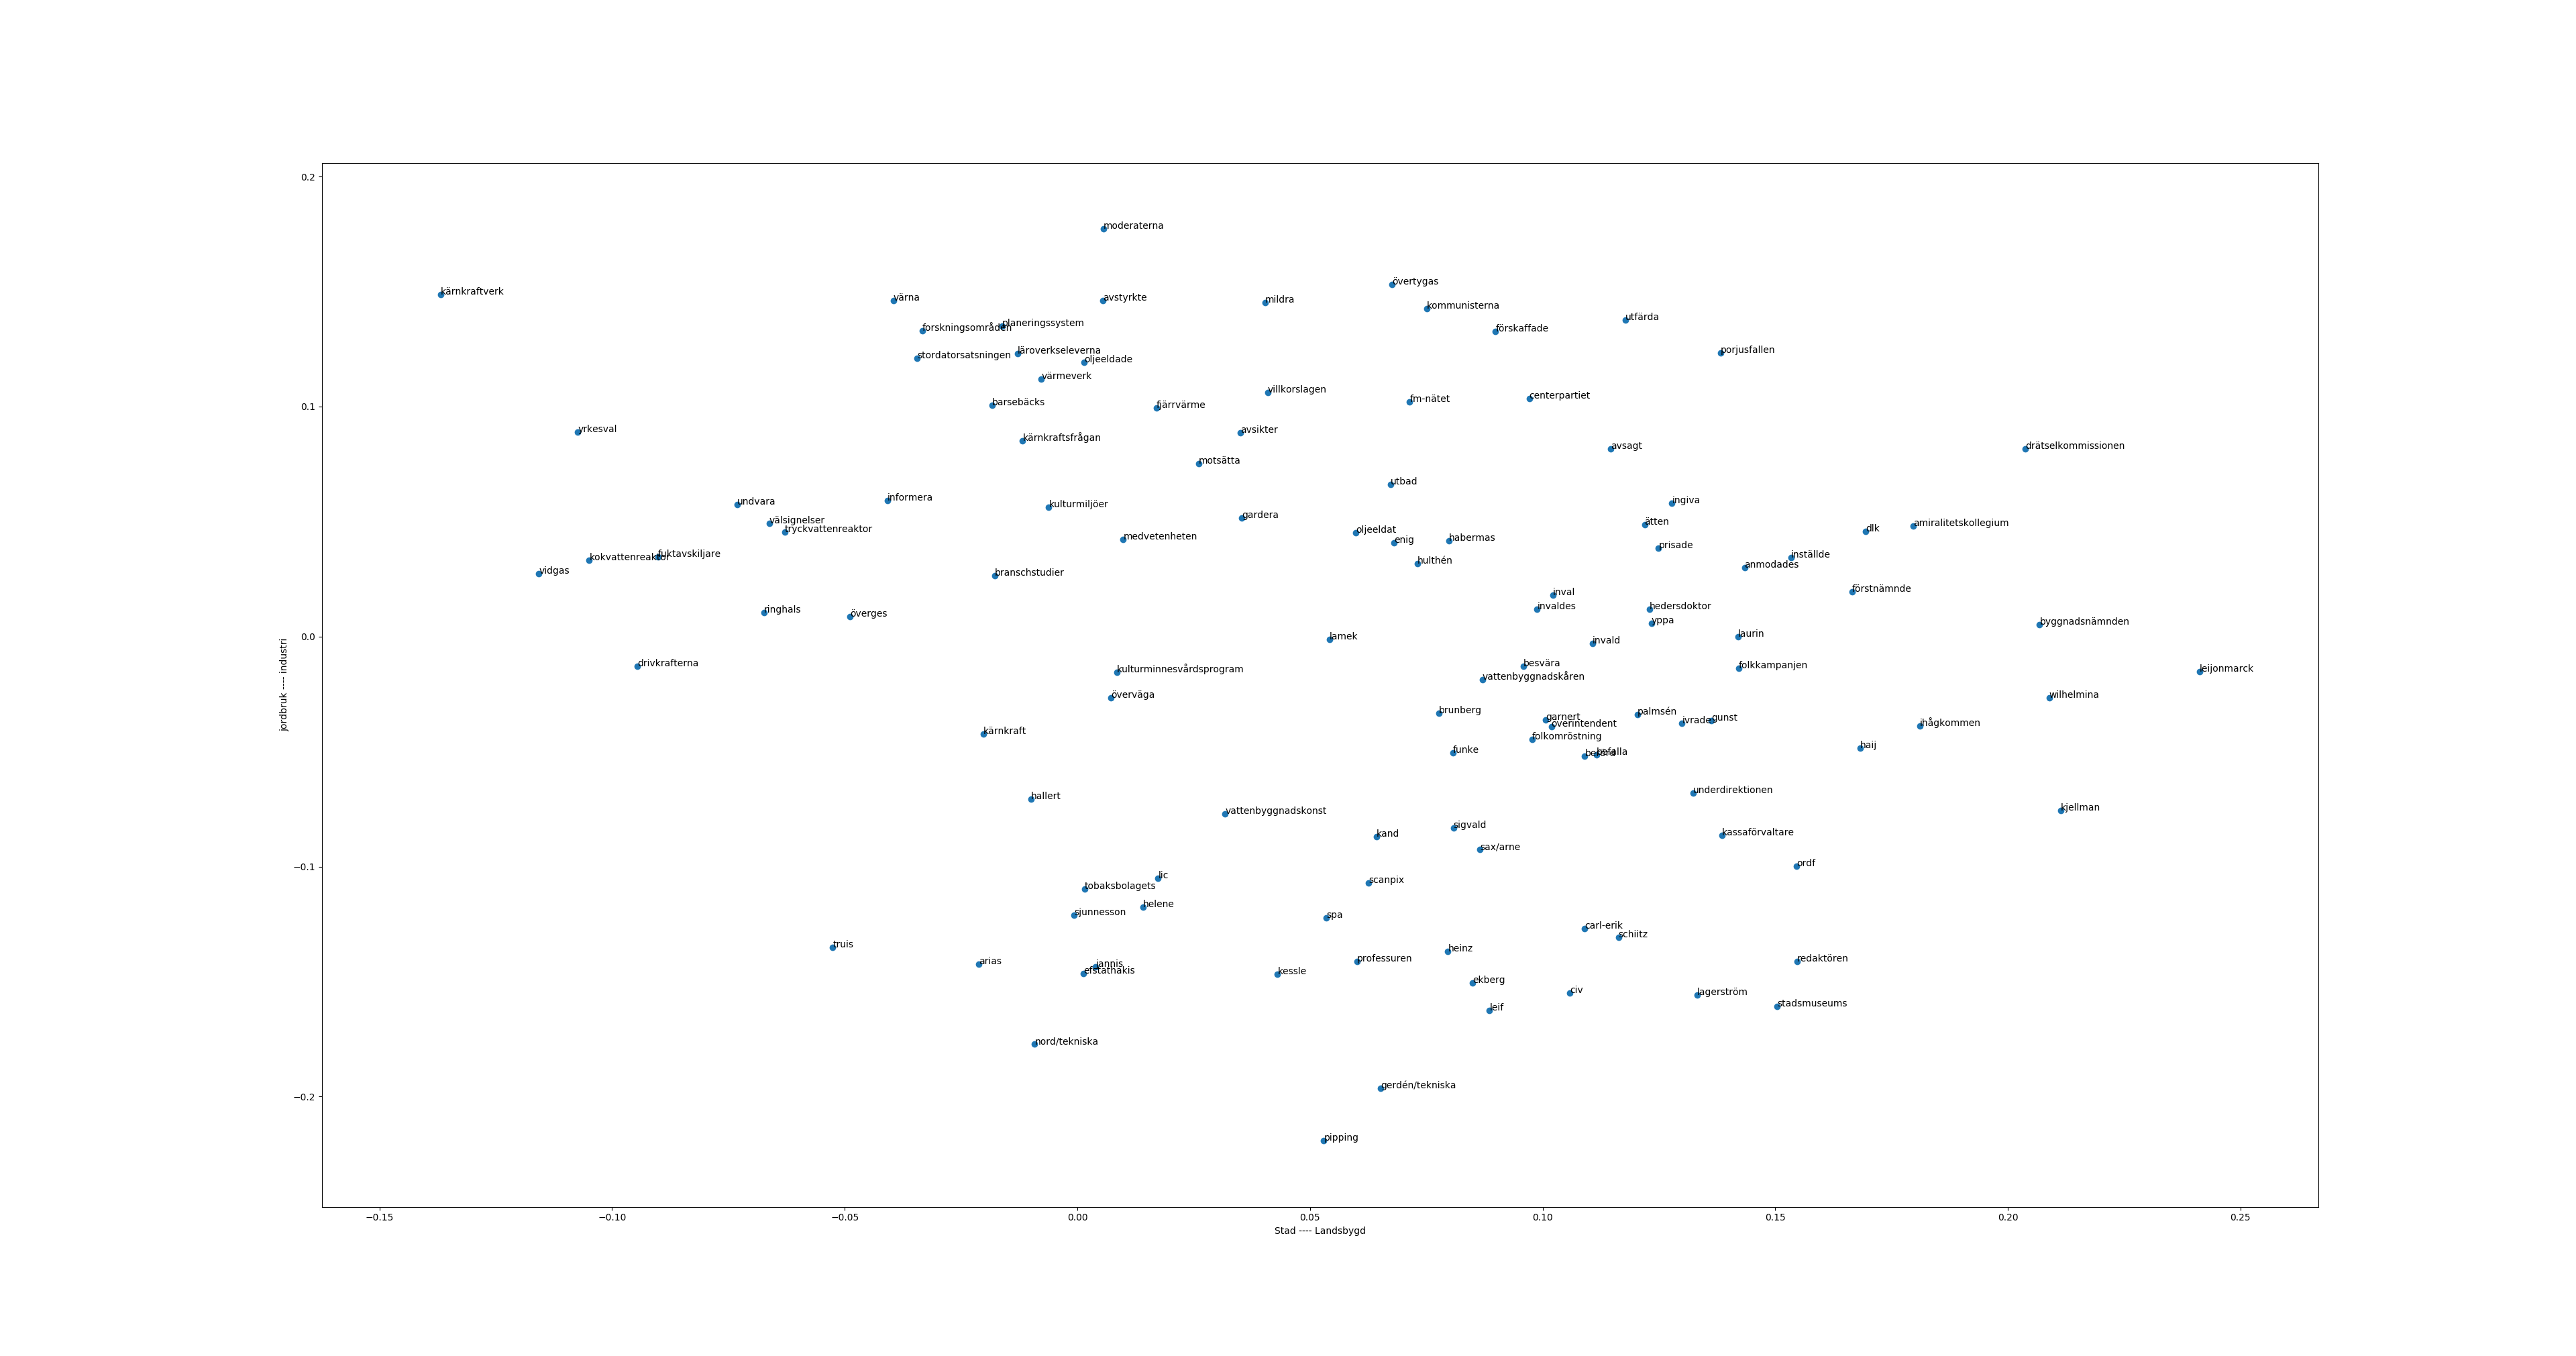 0.2
moderaterna
övertygas
kärnkraftverk
värna
avstyrkte
mildra
kommunisterna
utfärda
planeringssystem
forskningsområden
förskaffade
läroverkseleverna
porjusfallen
stordatorsatsningen
oljeeldade
värmeverk
villkorslagen
centerpartiet
fm-nätet
barsebäcks
fjärrvärme
0.1
yrkesval
avsikter
kärnkraftsfrågan
avsagt
drätselkommissionen
motsätta
utbad
informera
ingiva
undvara
kulturmiljöer
gardera
välsignelser
ätten
amiralitetskollegium
tryckvattenreaktor
oljeeldat
dlk
medvetenheten
enig
habermas
prisade
fuktavskiljare
kokvattenreaktor
inställde
hulthén
anmodades
vidgas
branschstudier
förstnämnde
inval
invaldes
hedersdoktor
ringhals
överges
yppa
byggnadsnämnden
lamek
invald
laurin
0.0
drivkrafterna
besvära
folkkampanjen
kulturminnesvårdsprogram
leijonmarck
vattenbyggnadskåren
överväga
wilhelmina
brunberg
palmsén
garnert
gunst
ivrade
överintendent
ihågkommen
kärnkraft
folkomröstning
haij
funke
befalla
hallert
underdirektionen
vattenbyggnadskonst
kjellman
kand
sigvald
kassaförvaltare
sax/arne
ordf
−0.1
lic
scanpix
tobaksbolagets
helene
sjunnesson
spa
carl-erik
schiitz
truis
heinz
arias
jannis
efstathakis
professuren
redaktören
kessle
ekberg
civ
lagerström
leif
stadsmuseums
nord/tekniska
gerdén/tekniska
−0.2
pipping
jordbruk ---- industri
−0.15 −0.10 −0.05 0.00 0.05 0.10 0.15 0.20 0.25
Stad ---- Landsbygd